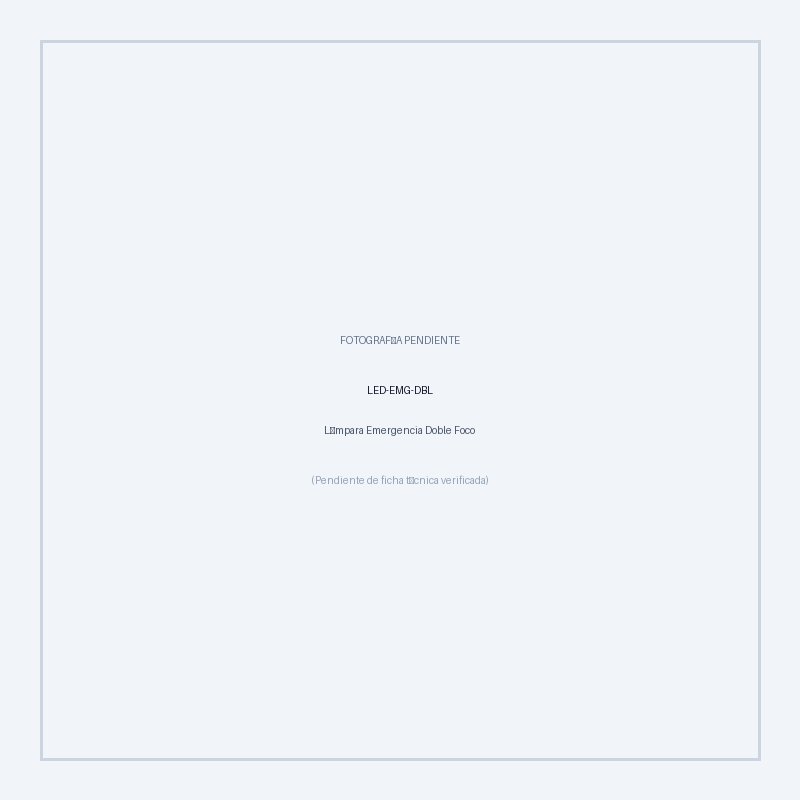 FOTOGRAF□A PENDIENTE
LED-EMG-DBL
L□mpara Emergencia Doble Foco
(Pendiente de ficha t□cnica verificada)